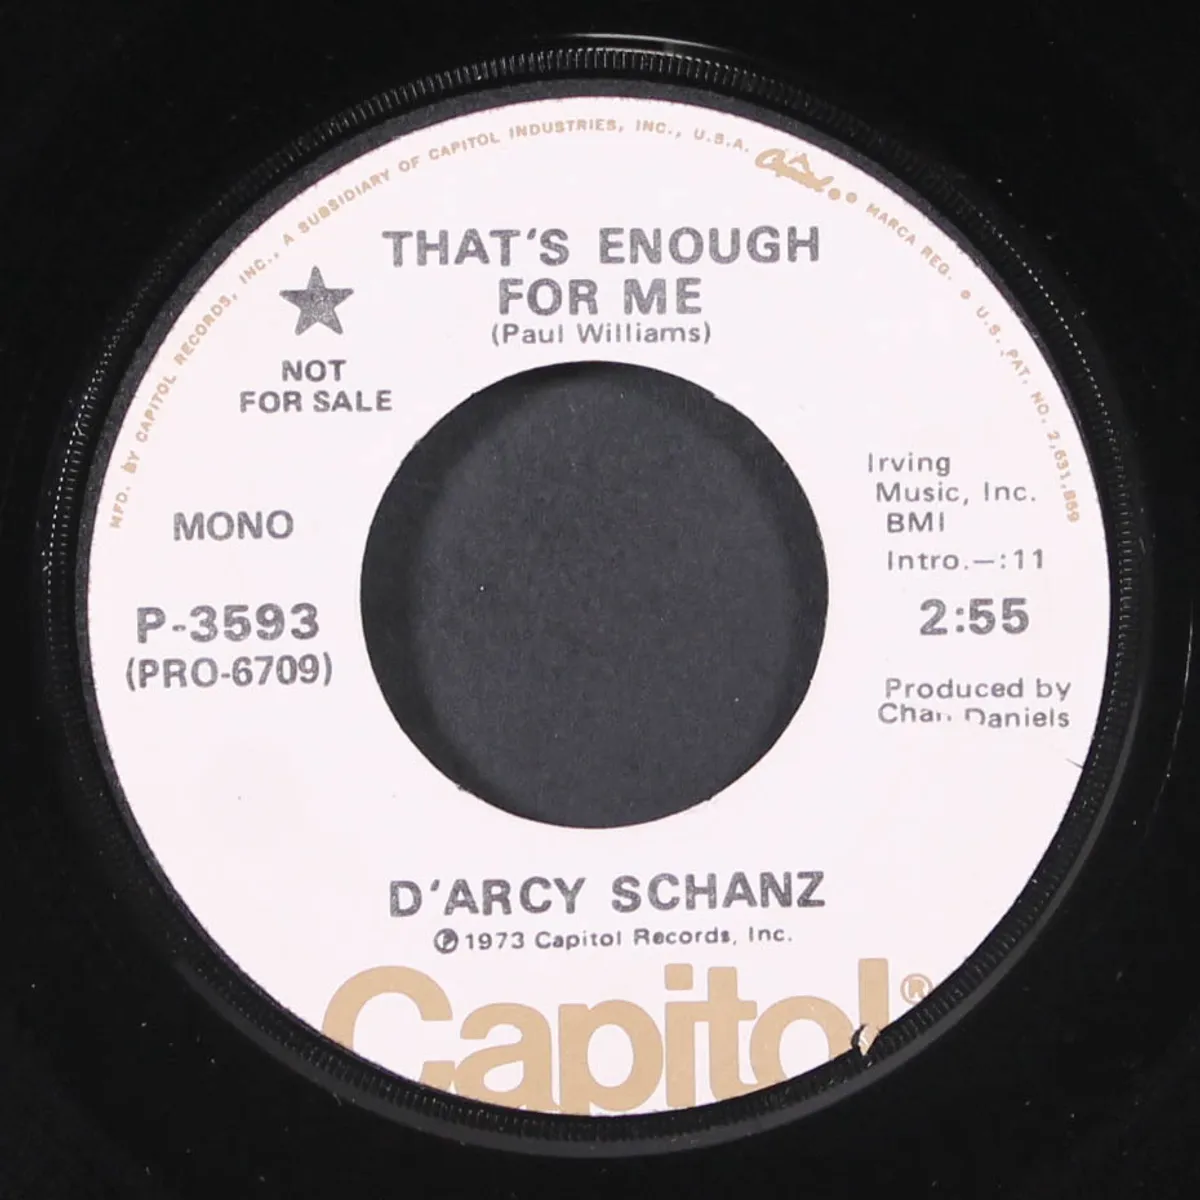 MFD. BY CAPITOL RECORDS, INC., A SUBSIDIARY OF CAPITOL INDUSTRIES, INC., U.S.A. Capitol • • MARCA REG. • U.S. PAT. NO. 2,631,859
THAT'S ENOUGH
FOR ME
(Paul Williams)
NOT
FOR SALE
MONO
P-3593
(PRO-6709)
Irving
Music, Inc.
BMI
Intro.—:11
2:55
Produced by
Daniels
D'ARCY SCHANZ
℗ 1973 Capitol Records, Inc.
Capitol®